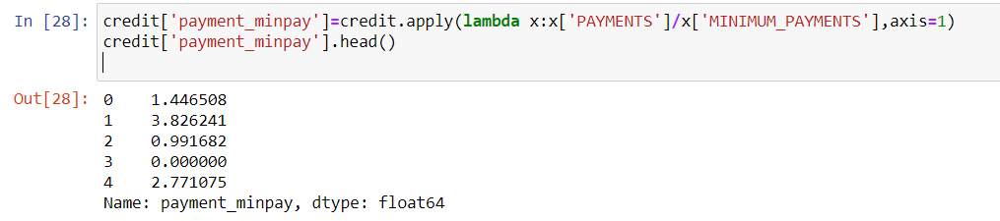 In [28]: credit['payment_minpay']=credit.apply(lambda x:x['PAYMENTS']/x['MINIMUM_PAYMENTS'],axis=1)
credit['payment_minpay'].head()
Out[28]: 0 1.446508
1 3.826241
2 0.991682
3 0.000000
4 2.771075
Name: payment_minpay, dtype: float64